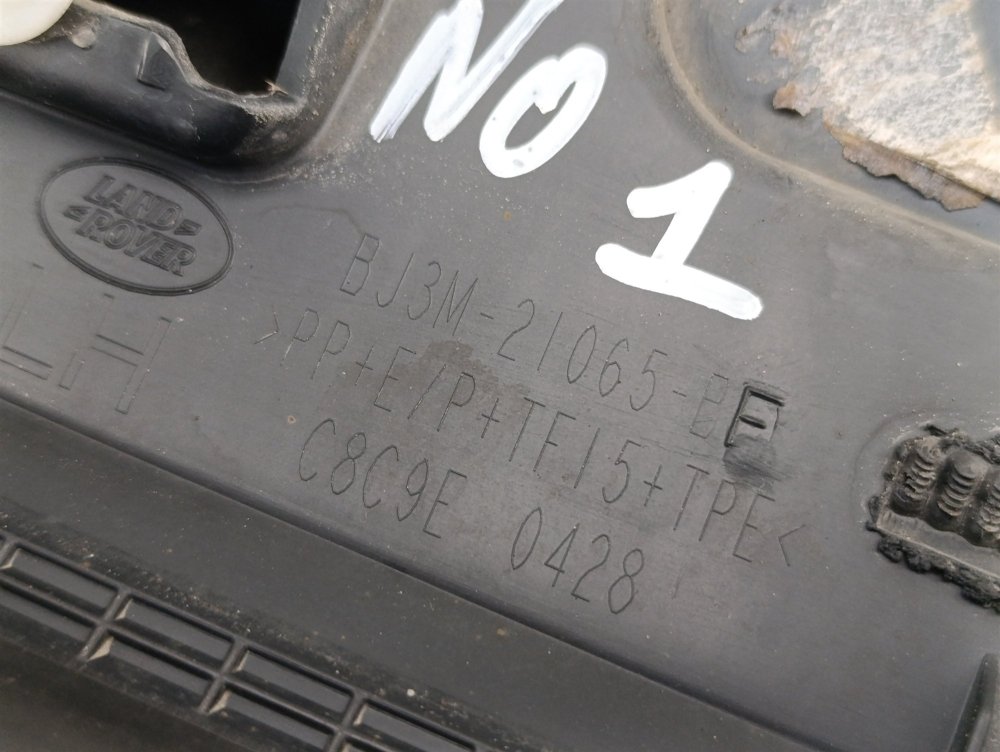 NO
1
LAND
ROVER
BJ3M-21065-BF
LH
>PP+E/P+TF15+TPE<
C8C9E 0428